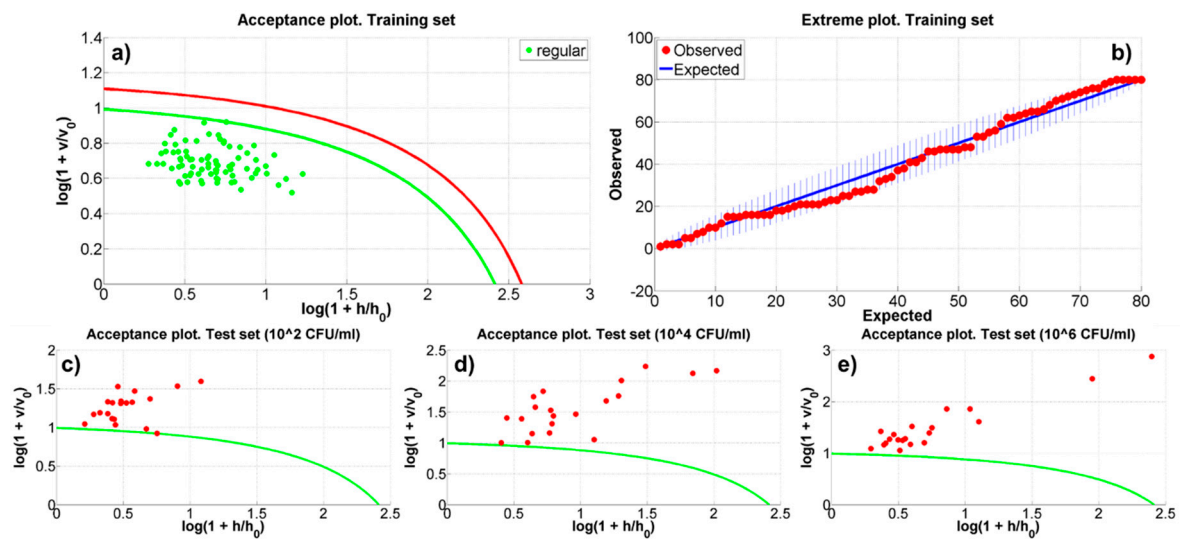 Acceptance plot. Training set
a)
regular
1.4
1.2
1
0.8
0.6
0.4
0.2
0
log(1 + v/v0)
0 0.5 1 1.5 2 2.5 3
log(1 + h/h0)
Extreme plot. Training set
b)
Observed
Expected
100
80
60
40
20
0
-20
Observed
0 10 20 30 40 50 60 70 80
Expected
Acceptance plot. Test set (10^2 CFU/ml)
c)
2
1.5
1
0.5
0
log(1 + v/v0)
0 0.5 1 1.5 2 2.5
log(1 + h/h0)
Acceptance plot. Test set (10^4 CFU/ml)
d)
2.5
2
1.5
1
0.5
0
log(1 + v/v0)
0 0.5 1 1.5 2 2.5
log(1 + h/h0)
Acceptance plot. Test set (10^6 CFU/ml)
e)
3
2
1
0
log(1 + v/v0)
0 0.5 1 1.5 2 2.5
log(1 + h/h0)